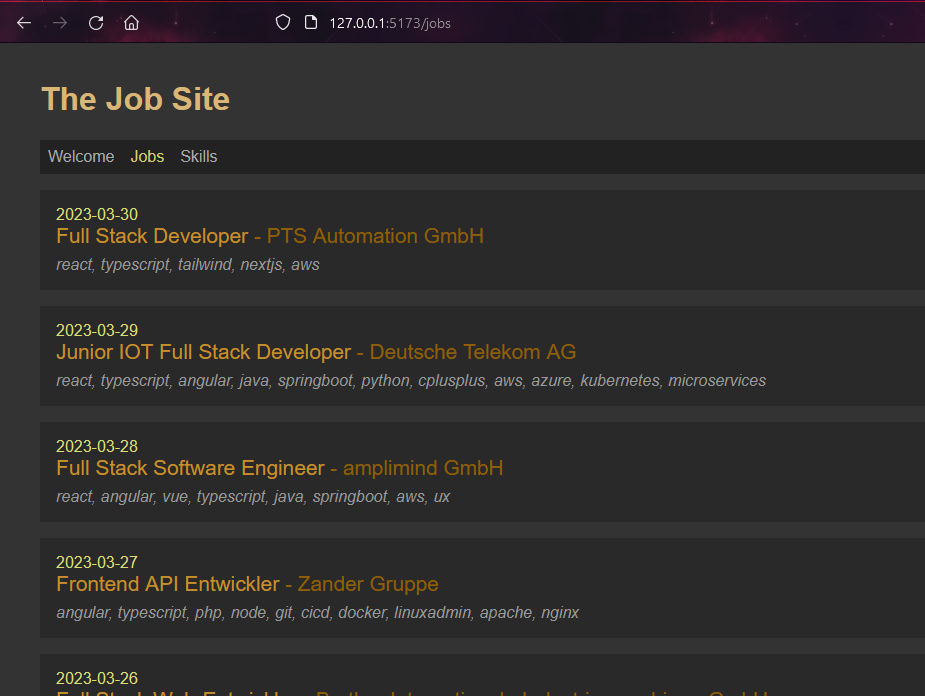 127.0.0.1:5173/jobs
The Job Site
Welcome Jobs Skills
2023-03-30
Full Stack Developer - PTS Automation GmbH
react, typescript, tailwind, nextjs, aws
2023-03-29
Junior IOT Full Stack Developer - Deutsche Telekom AG
react, typescript, angular, java, springboot, python, cplusplus, aws, azure, kubernetes, microservices
2023-03-28
Full Stack Software Engineer - amplimind GmbH
react, angular, vue, typescript, java, springboot, aws, ux
2023-03-27
Frontend API Entwickler - Zander Gruppe
angular, typescript, php, node, git, cicd, docker, linuxadmin, apache, nginx
2023-03-26
Full Stack Web Entwickler -